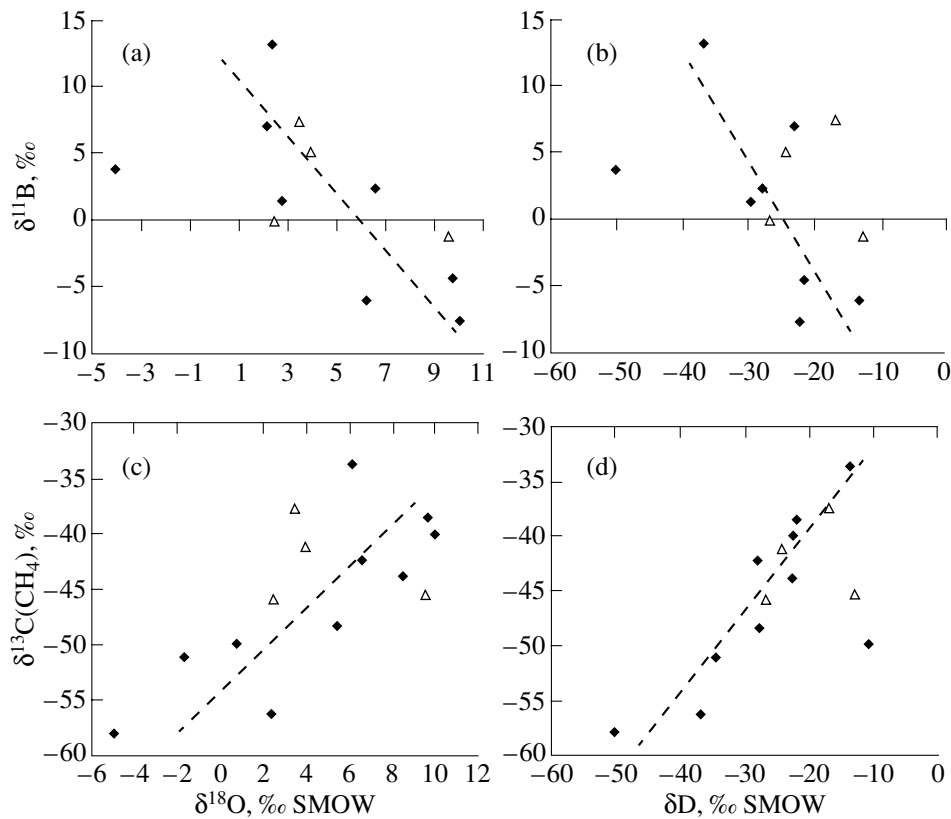 15
10
5
0
−5
−10
(a)
δ¹¹B, ‰
−5 −3 −1 1 3 5 7 9 11
15
10
5
0
−5
−10
(b)
−60 −50 −40 −30 −20 −10 0
−30
−35
−40
−45
−50
−55
−60
(c)
δ¹³C(CH₄), ‰
−6 −4 −2 0 2 4 6 8 10 12
δ¹⁸O, ‰ SMOW
−30
−35
−40
−45
−50
−55
−60
(d)
−60 −50 −40 −30 −20 −10 0
δD, ‰ SMOW